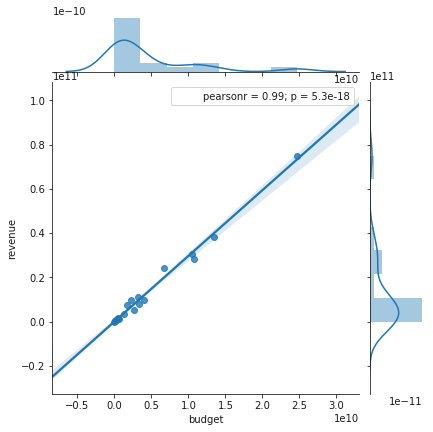 1e−10
1e11
1e10
1e11
pearsonr = 0.99; p = 5.3e-18
1.0
0.8
0.6
0.4
0.2
0.0
−0.2
revenue
−0.5 0.0 0.5 1.0 1.5 2.0 2.5 3.0
budget
1e10
1e−11